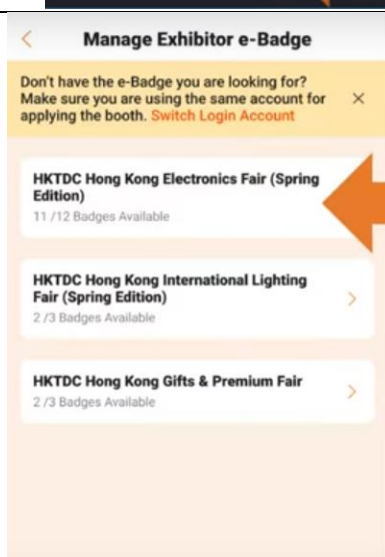 Manage Exhibitor e-Badge
Don't have the e-Badge you are looking for?
Make sure you are using the same account for
applying the booth. Switch Login Account
HKTDC Hong Kong Electronics Fair (Spring
Edition)
11 /12 Badges Available
HKTDC Hong Kong International Lighting
Fair (Spring Edition)
2 /3 Badges Available
HKTDC Hong Kong Gifts & Premium Fair
2 /3 Badges Available